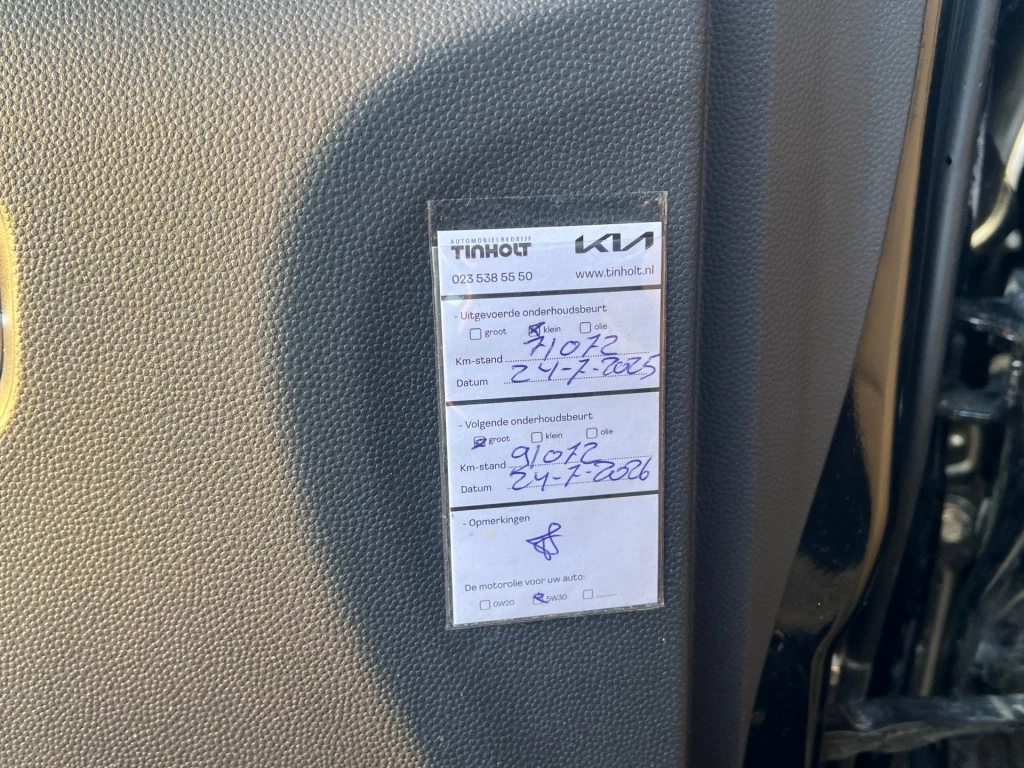 AUTOMOBIELBEDRIJF
TINHOLT KIA
023 538 55 50 www.tinholt.nl
- Uitgevoerde onderhoudsbeurt
groot klein olie
Km-stand 71072
Datum 24-7-2025
- Volgende onderhoudsbeurt
groot klein olie
Km-stand 91072
Datum 24-7-2026
- Opmerkingen
De motorolie voor uw auto:
0W20 5W30